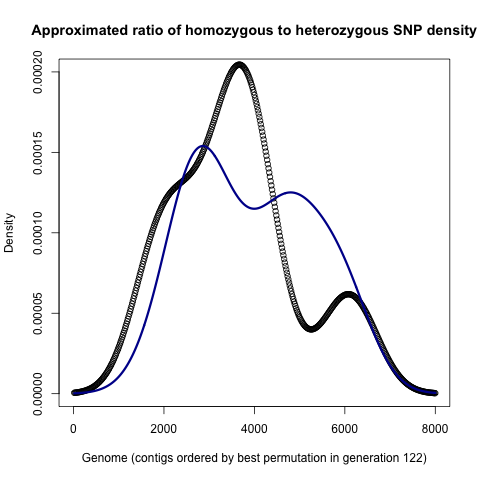 Approximated ratio of homozygous to heterozygous SNP density
0.00020
0.00015
0.00010
0.00005
0.00000
Density
0 2000 4000 6000 8000
Genome (contigs ordered by best permutation in generation 122)